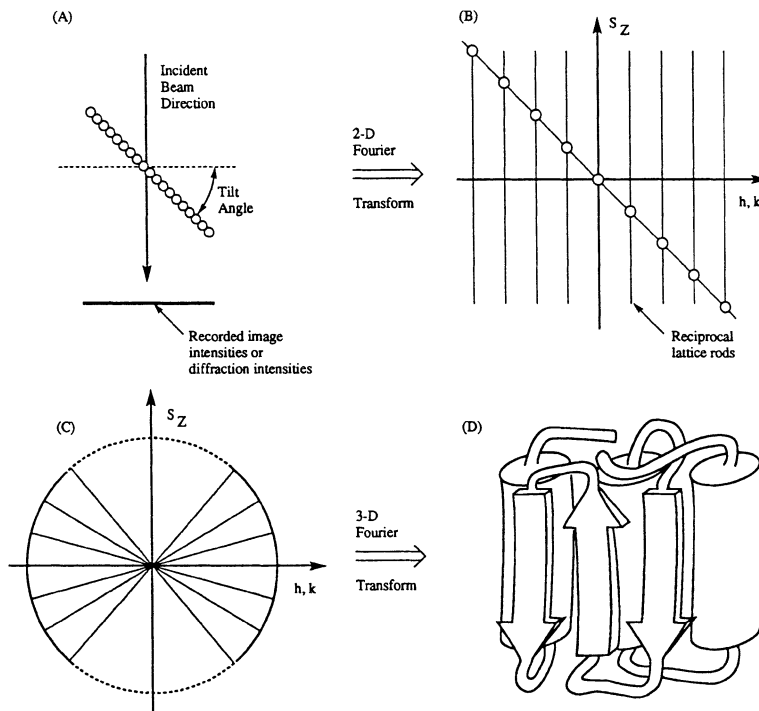 (A)
Incident
Beam
Direction
Tilt
Angle
Recorded image
intensities or
diffraction intensities
2-D
Fourier
Transform
(B)
S_Z
h, k
Reciprocal
lattice rods
(C)
S_Z
h, k
3-D
Fourier
Transform
(D)